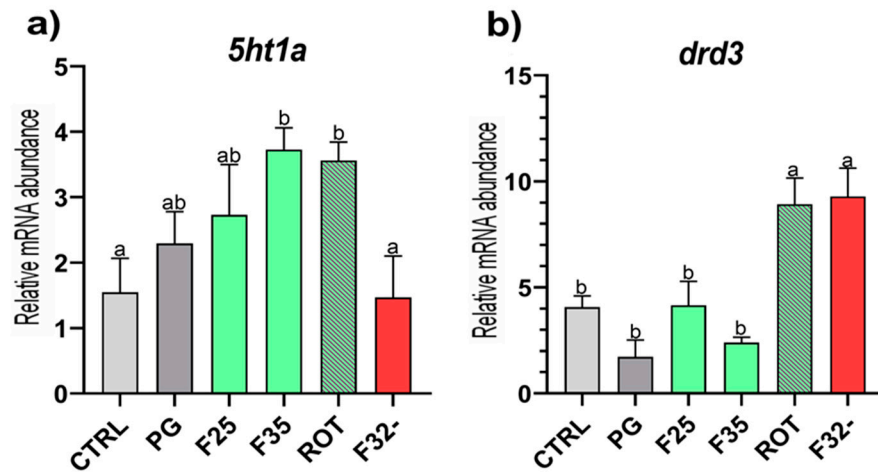 a)
5ht1a
Relative mRNA abundance
5
4
3
2
1
0
a
ab
ab
b
b
a
CTRL
PG
F25
F35
ROT
F32-
b)
drd3
Relative mRNA abundance
15
10
5
0
b
b
b
b
a
a
CTRL
PG
F25
F35
ROT
F32-